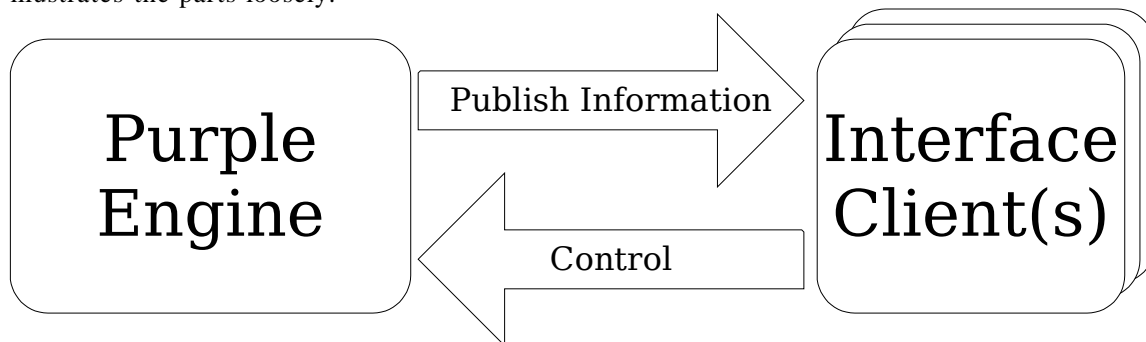 illustrates the parts loosely.
Purple
Engine
Publish Information
Control
Interface
Client(s)